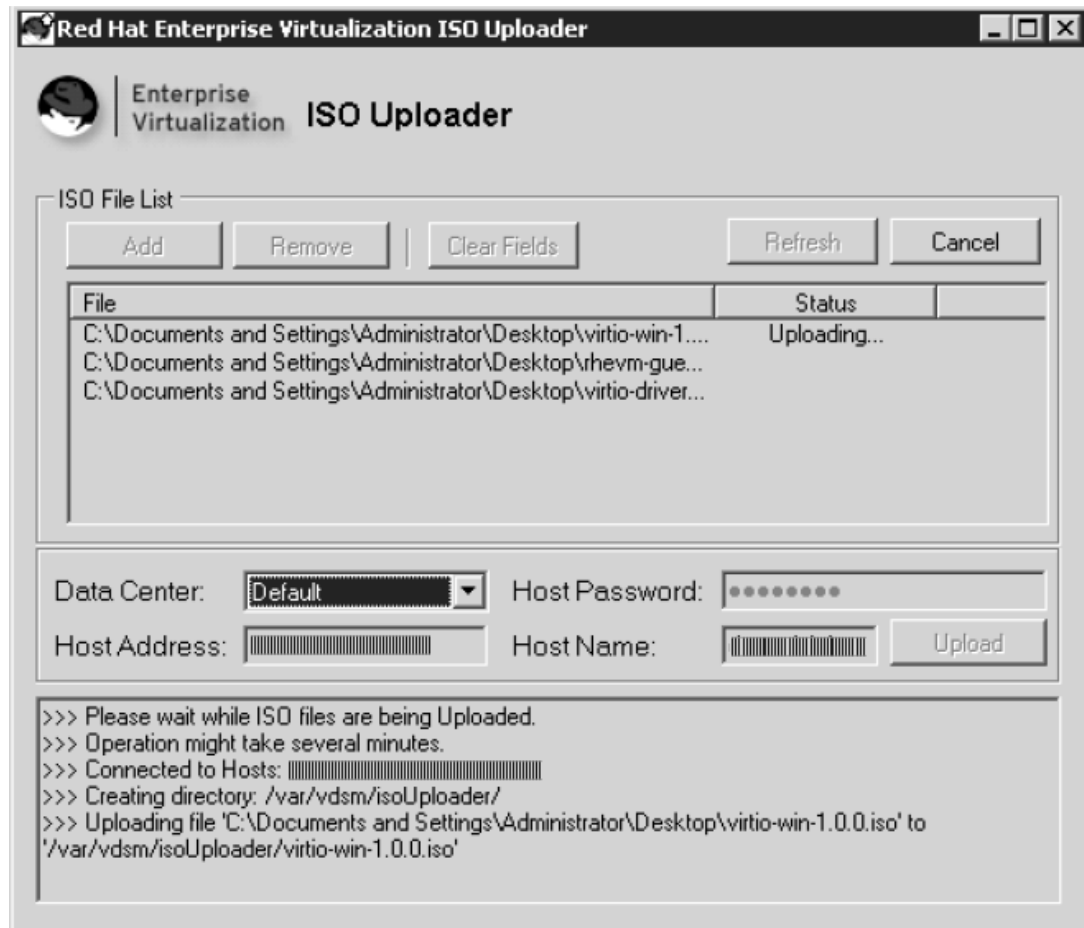 Red Hat Enterprise Virtualization ISO Uploader
Enterprise
Virtualization
ISO Uploader
ISO File List
Add Remove Clear Fields Refresh Cancel
File Status
C:\Documents and Settings\Administrator\Desktop\virtio-win-1.... Uploading...
C:\Documents and Settings\Administrator\Desktop\rhevm-gue...
C:\Documents and Settings\Administrator\Desktop\virtio-driver...
Data Center: Default Host Password: ●●●●●●●●
Host Address: Host Name: Upload
>>> Please wait while ISO files are being Uploaded.
>>> Operation might take several minutes.
>>> Connected to Hosts:
>>> Creating directory: /var/vdsm/isoUploader/
>>> Uploading file 'C:\Documents and Settings\Administrator\Desktop\virtio-win-1.0.0.iso' to
'/var/vdsm/isoUploader/virtio-win-1.0.0.iso'